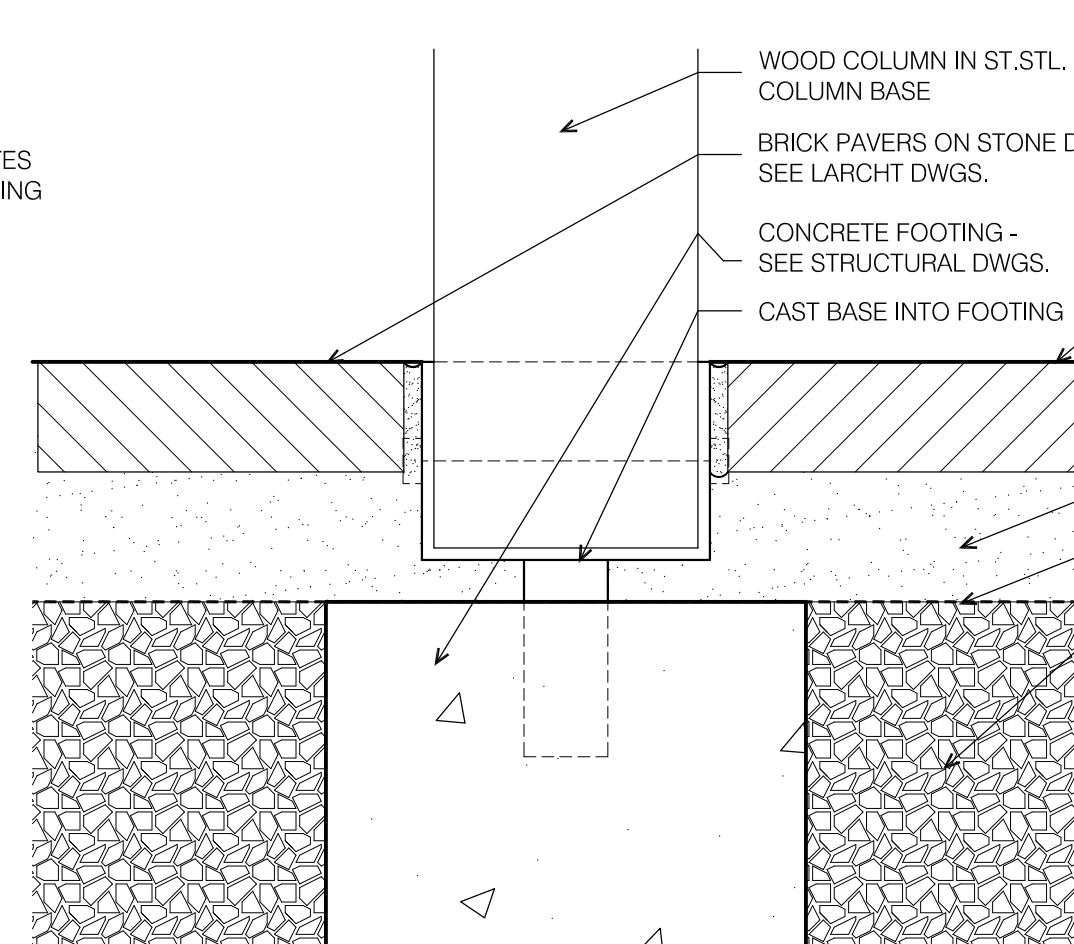 WOOD COLUMN IN ST.STL.
COLUMN BASE
BRICK PAVERS ON STONE
SEE LARCHT DWGS.
CONCRETE FOOTING -
SEE STRUCTURAL DWGS.
CAST BASE INTO FOOTING